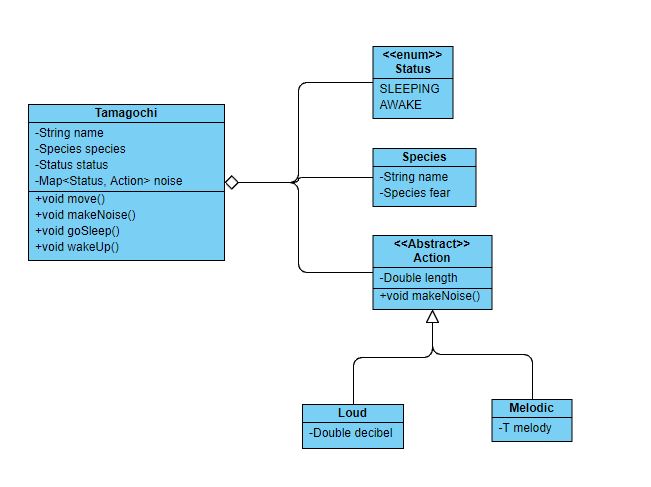 <<enum>>
Status
SLEEPING
AWAKE
Tamagochi
-String name
-Species species
-Status status
-Map<Status, Action> noise
+void move()
+void makeNoise()
+void goSleep()
+void wakeUp()
Species
-String name
-Species fear
<<Abstract>>
Action
-Double length
+void makeNoise()
Loud
-Double decibel
Melodic
-T melody